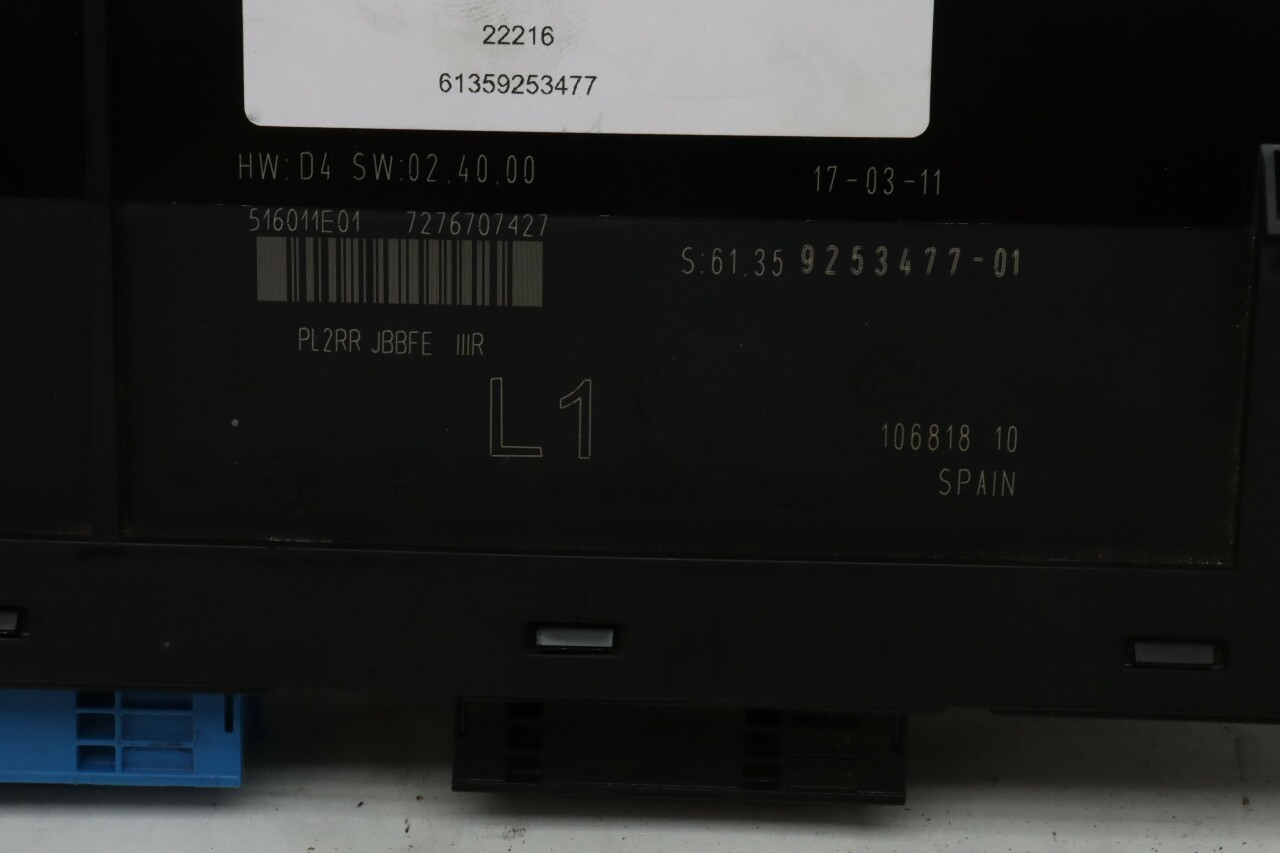 22216
61359253477
HW: D4 SW:02.40.00
17-03-11
516011E01 7276707427
S:61.35 9253477-01
PL2RR JBBFE IIIR
L1
106818 10
SPAIN